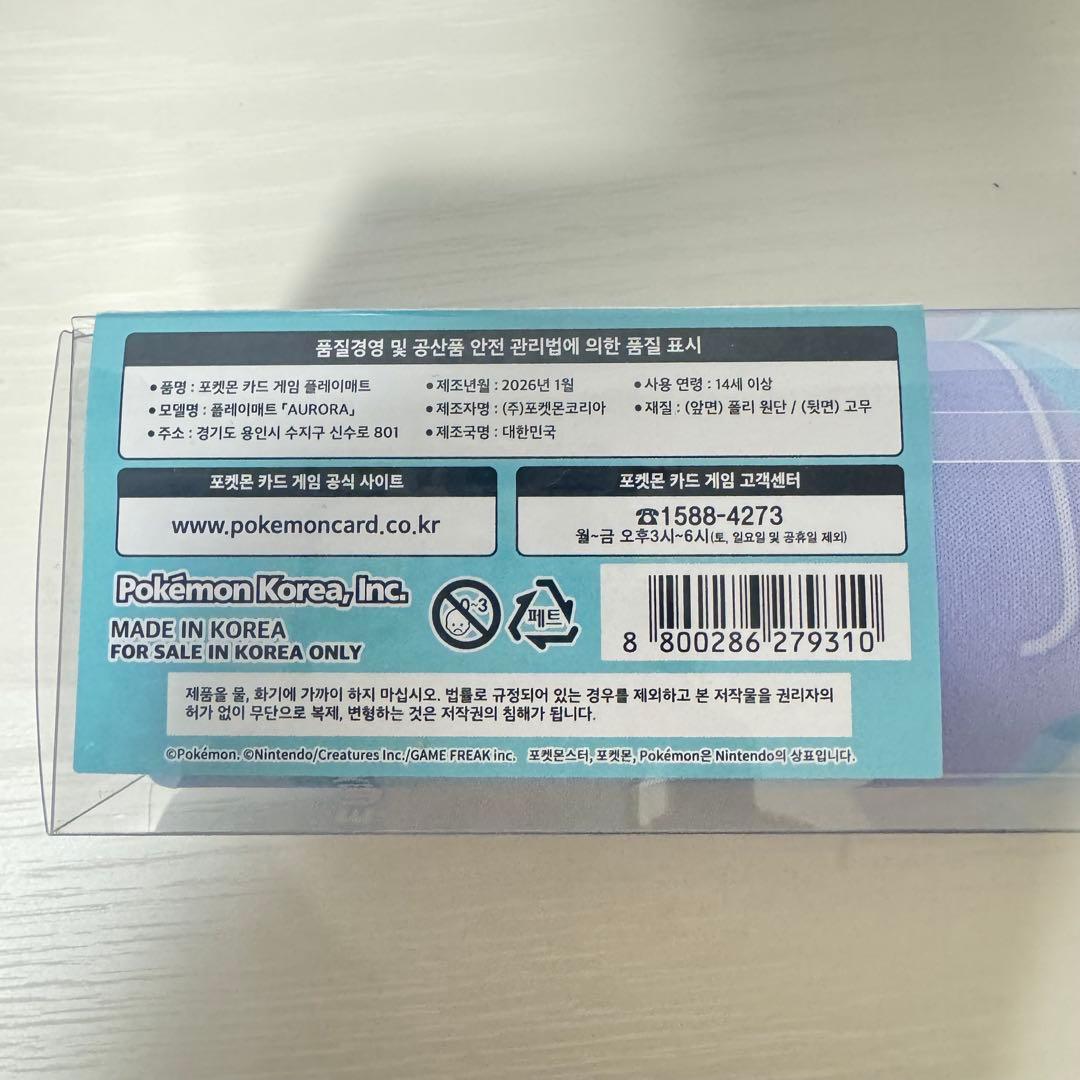 품질경영 및 공산품 안전 관리법에 의한 품질 표시
• 품명 : 포켓몬 카드 게임 플레이매트
• 제조년월 : 2026년 1월
• 사용 연령 : 14세 이상
• 모델명 : 플레이매트 「AURORA」
• 제조자명 : (주)포켓몬코리아
• 재질 : (앞면) 폴리 원단 / (뒷면) 고무
• 주소 : 경기도 용인시 수지구 신수로 801
• 제조국명 : 대한민국
포켓몬 카드 게임 공식 사이트
www.pokemoncard.co.kr
포켓몬 카드 게임 고객센터
☎1588-4273
월~금 오후3시~6시(토, 일요일 및 공휴일 제외)
Pokémon Korea, Inc.
MADE IN KOREA
FOR SALE IN KOREA ONLY
0~3
페트
8 800286 279310
제품을 물, 화기에 가까이 하지 마십시오. 법률로 규정되어 있는 경우를 제외하고 본 저작물을 권리자의
허가 없이 무단으로 복제, 변형하는 것은 저작권의 침해가 됩니다.
©Pokémon. ©Nintendo/Creatures Inc./GAME FREAK inc. 포켓몬스터, 포켓몬, Pokémon은 Nintendo의 상표입니다.